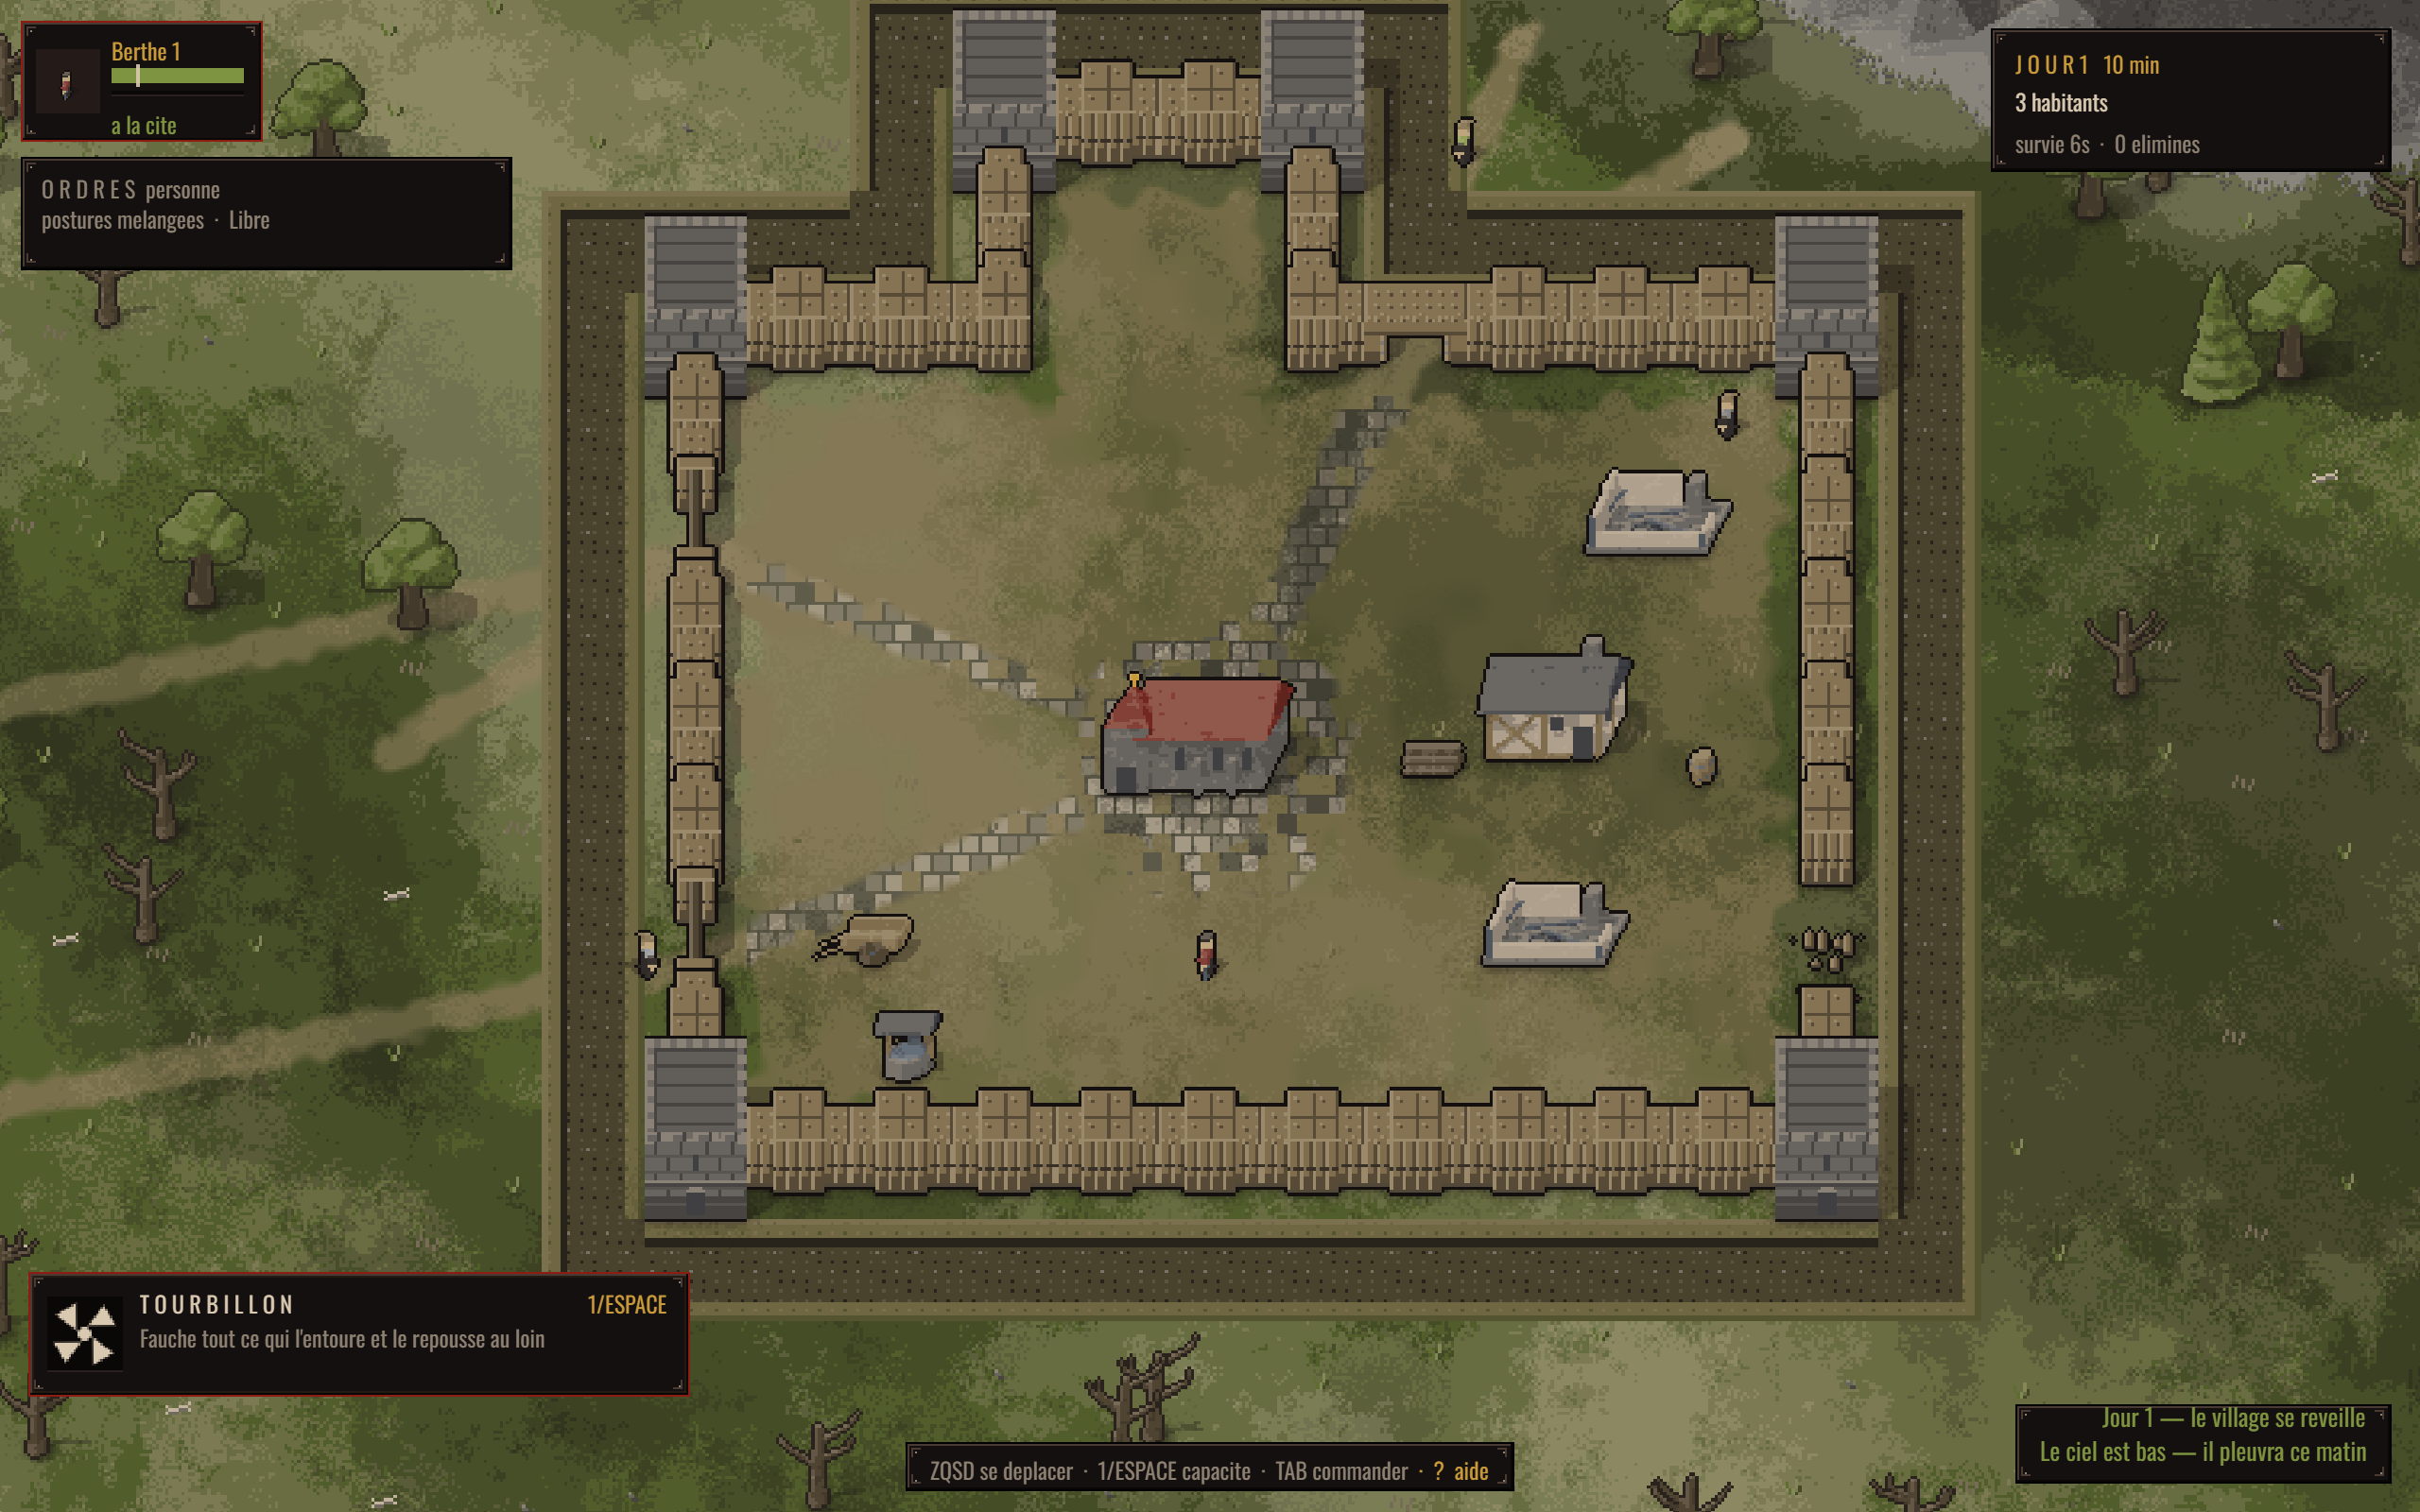 Berthe 1
a la cite
ORDRES personne
postures melangees · Libre
JOUR1 10 min
3 habitants
survie 6s · 0 elimines
TOURBILLON 1/ESPACE
Fauche tout ce qui l'entoure et le repousse au loin
ZQSD se deplacer · 1/ESPACE capacite · TAB commander · ? aide
Jour 1 — le village se reveille
Le ciel est bas — il pleuvra ce matin